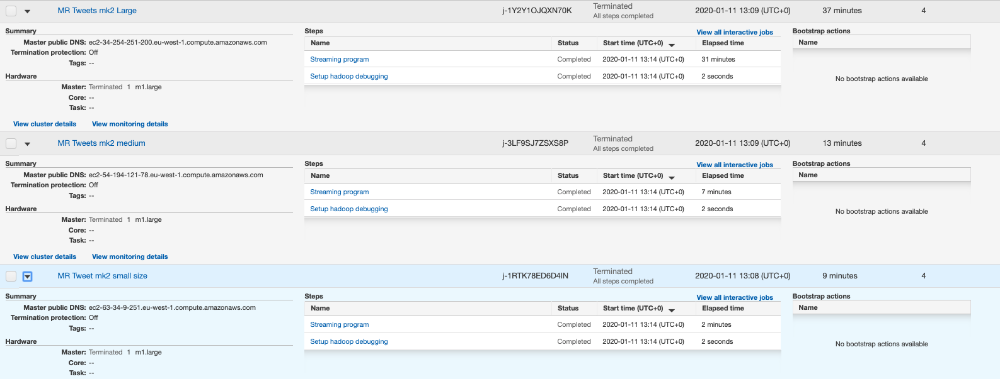 MR Tweets mk2 Large j-1Y2Y1OJQXN70K Terminated 2020-01-11 13:09 (UTC+0) 37 minutes 4
All steps completed
Summary Steps View all interactive jobs Bootstrap actions
Master public DNS: ec2-34-254-251-200.eu-west-1.compute.amazonaws.com Name Status Start time (UTC+0) Elapsed time Name
Termination protection: Off
Tags: -- Streaming program Completed 2020-01-11 13:14 (UTC+0) 31 minutes
Hardware Setup hadoop debugging Completed 2020-01-11 13:14 (UTC+0) 2 seconds No bootstrap actions available
Master: Terminated 1 m1.large
Core: --
Task: --
View cluster details View monitoring details
MR Tweets mk2 medium j-3LF9SJ7ZSXS8P Terminated 2020-01-11 13:09 (UTC+0) 13 minutes 4
All steps completed
Summary Steps View all interactive jobs Bootstrap actions
Master public DNS: ec2-54-194-121-78.eu-west-1.compute.amazonaws.com Name Status Start time (UTC+0) Elapsed time Name
Termination protection: Off
Tags: -- Streaming program Completed 2020-01-11 13:14 (UTC+0) 7 minutes
Hardware Setup hadoop debugging Completed 2020-01-11 13:14 (UTC+0) 2 seconds No bootstrap actions available
Master: Terminated 1 m1.large
Core: --
Task: --
View cluster details View monitoring details
MR Tweet mk2 small size j-1RTK78ED6D4IN Terminated 2020-01-11 13:08 (UTC+0) 9 minutes 4
All steps completed
Summary Steps View all interactive jobs Bootstrap actions
Master public DNS: ec2-63-34-9-251.eu-west-1.compute.amazonaws.com Name Status Start time (UTC+0) Elapsed time Name
Termination protection: Off
Tags: -- Streaming program Completed 2020-01-11 13:14 (UTC+0) 2 minutes
Hardware Setup hadoop debugging Completed 2020-01-11 13:14 (UTC+0) 2 seconds No bootstrap actions available
Master: Terminated 1 m1.large
Core: --
Task: --